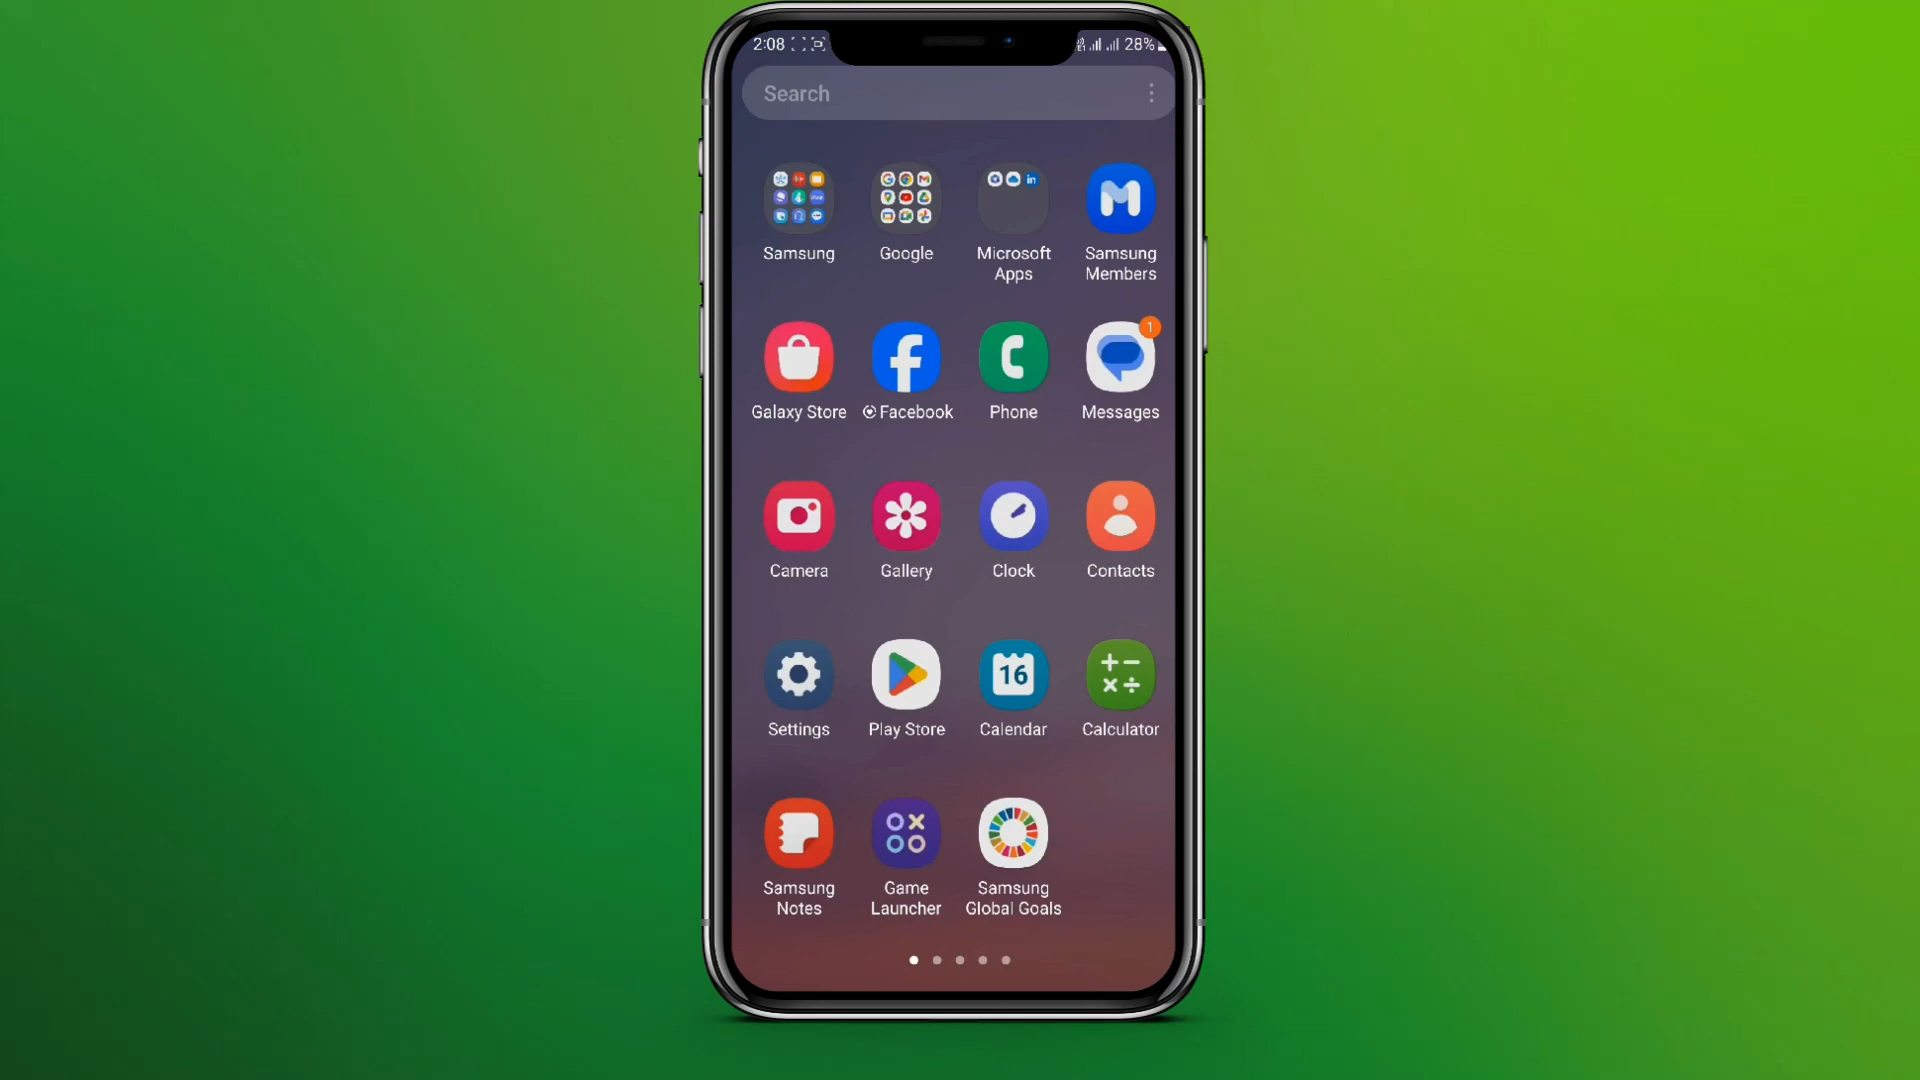 2:08 28%
Search
Samsung Google Microsoft Apps Samsung Members
1
Galaxy Store Facebook Phone Messages
Camera Gallery Clock Contacts
16
Settings Play Store Calendar Calculator
Samsung Notes Game Launcher Samsung Global Goals